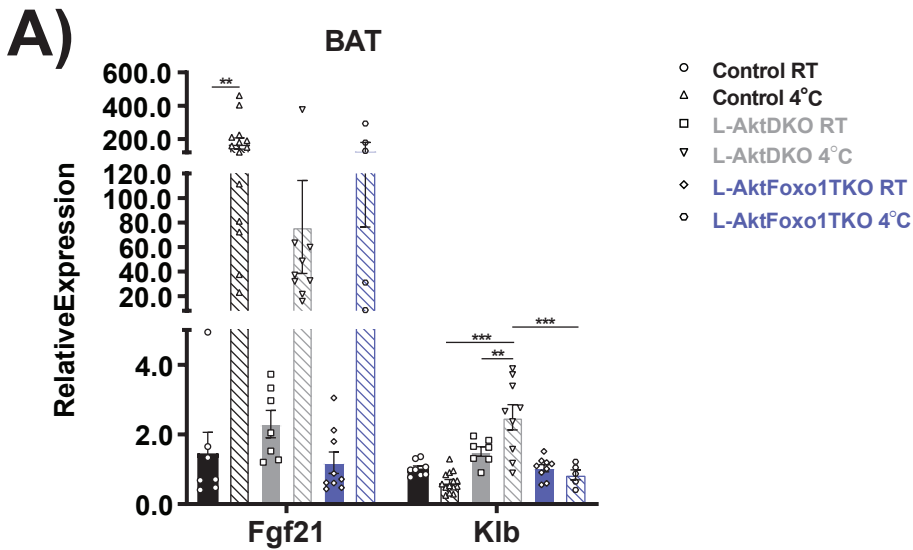 A)
BAT
RelativeExpression
600.0
400.0
200.0
120.0
100.0
80.0
60.0
40.0
20.0
4.0
2.0
0.0
**
***
**
***
Fgf21
Klb
Control RT
Control 4°C
L-AktDKO RT
L-AktDKO 4°C
L-AktFoxo1TKO RT
L-AktFoxo1TKO 4°C